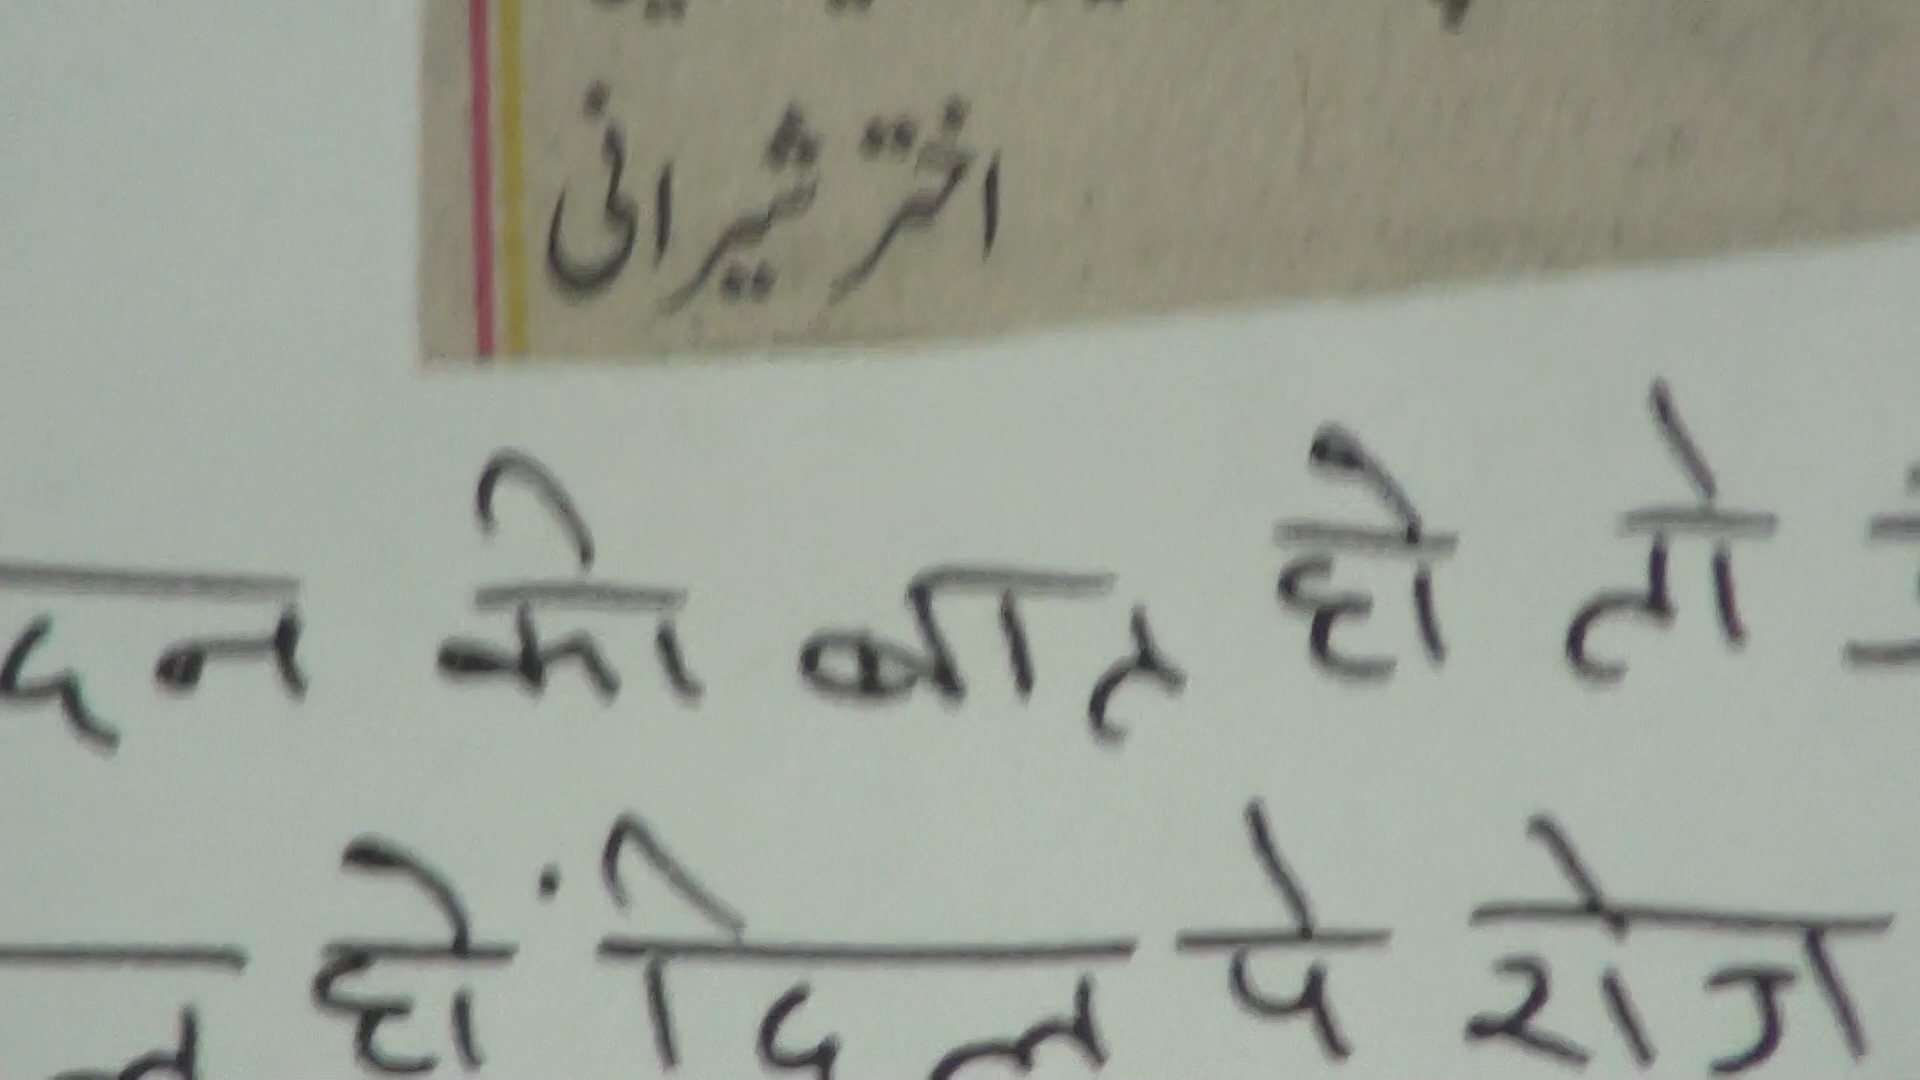 اختر شیرانی
दिन की बात हो तो
हों दिल पे रोज